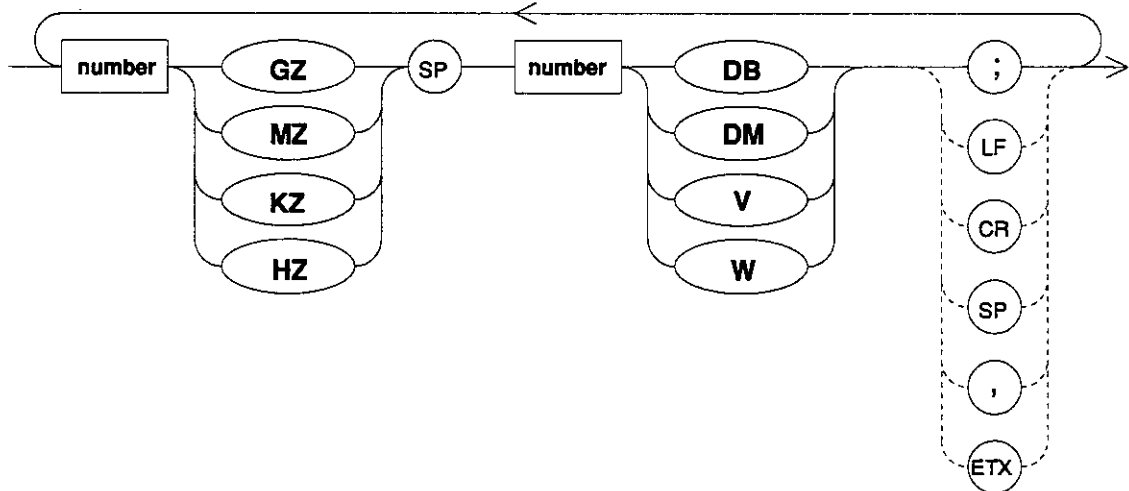 number GZ SP number DB ;
MZ DM LF
KZ V CR
HZ W SP
,
ETX